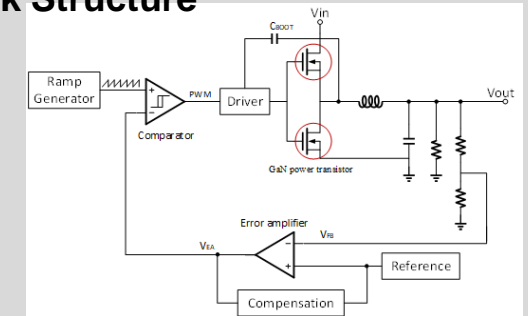 k Structure
Vin
CBOOT
Ramp
Generator
+
PWM
Driver
Vout
-
Comparator
GaN power transistor
Error amplifier
VEA
VFB
-
+
Reference
Compensation